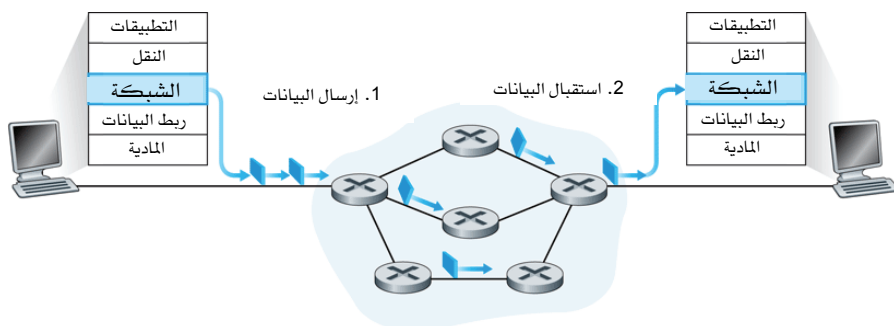 التطبيقات
النقل
الشبكة
ربط البيانات
المادية
1. إرسال البيانات
2. استقبال البيانات
التطبيقات
النقل
الشبكة
ربط البيانات
المادية